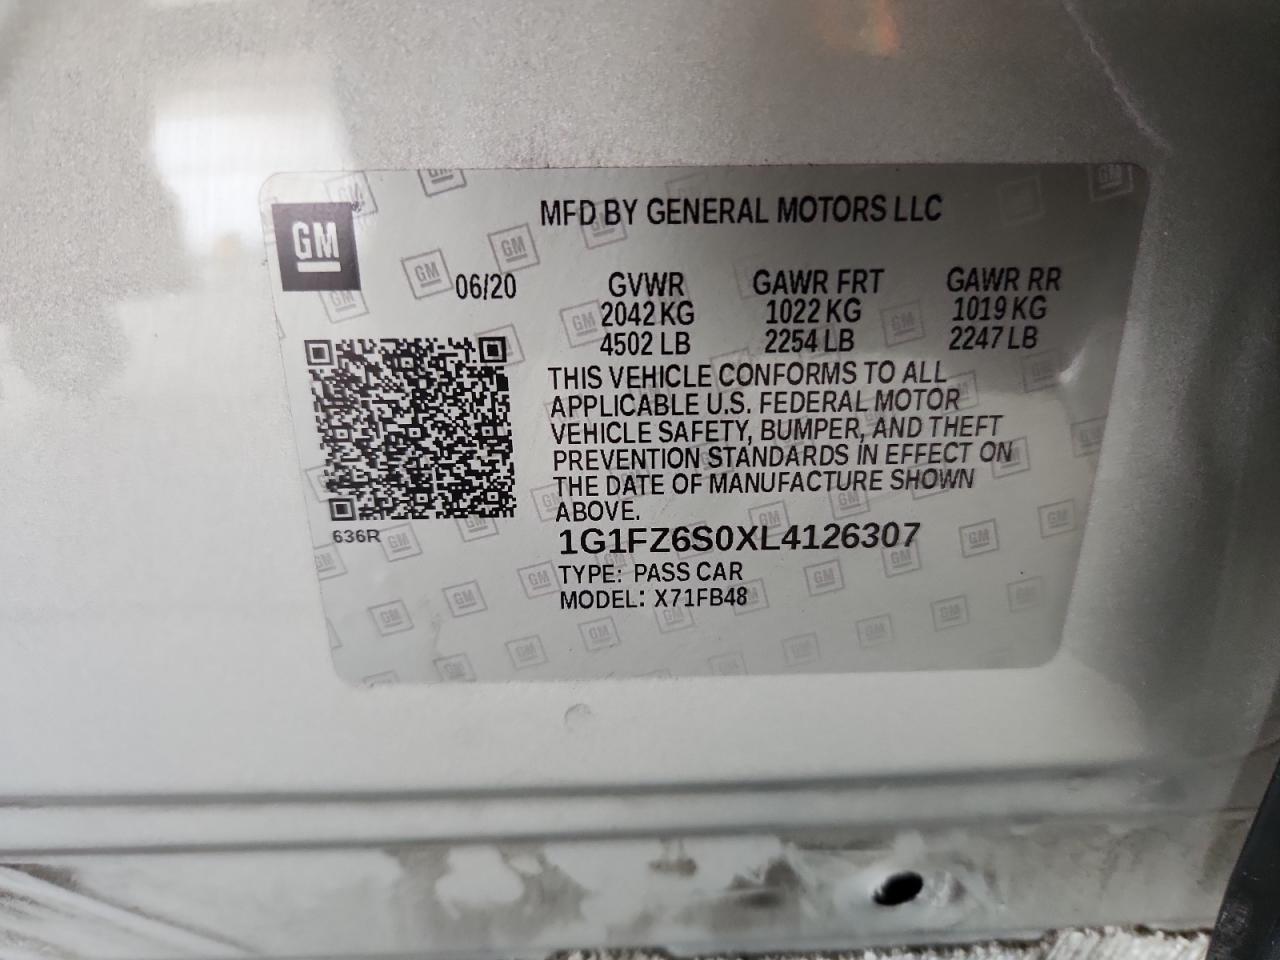 GM
MFD BY GENERAL MOTORS LLC
06/20
GVWR GAWR FRT GAWR RR
2042 KG 1022 KG 1019 KG
4502 LB 2254 LB 2247 LB
THIS VEHICLE CONFORMS TO ALL
APPLICABLE U.S. FEDERAL MOTOR
VEHICLE SAFETY, BUMPER, AND THEFT
PREVENTION STANDARDS IN EFFECT ON
THE DATE OF MANUFACTURE SHOWN
ABOVE.
636R
1G1FZ6S0XL4126307
TYPE: PASS CAR
MODEL: X71FB48